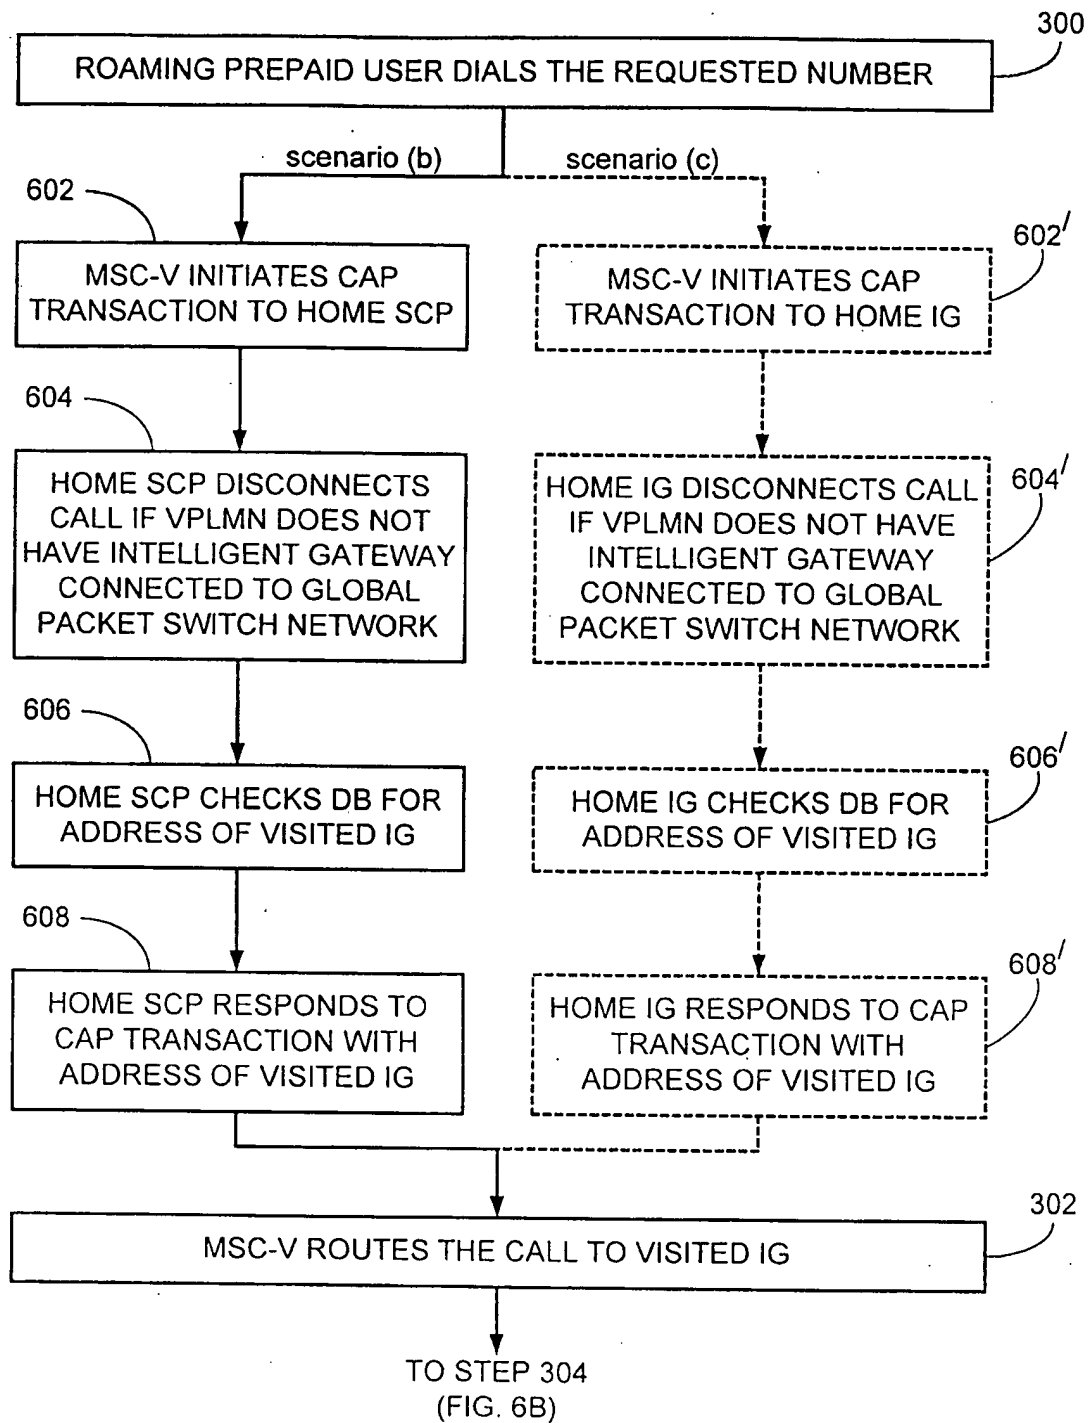 300
ROAMING PREPAID USER DIALS THE REQUESTED NUMBER
scenario (b)
scenario (c)
602
MSC-V INITIATES CAP
TRANSACTION TO HOME SCP
602'
MSC-V INITIATES CAP
TRANSACTION TO HOME IG
604
HOME SCP DISCONNECTS
CALL IF VPLMN DOES NOT
HAVE INTELLIGENT GATEWAY
CONNECTED TO GLOBAL
PACKET SWITCH NETWORK
604'
HOME IG DISCONNECTS CALL
IF VPLMN DOES NOT HAVE
INTELLIGENT GATEWAY
CONNECTED TO GLOBAL
PACKET SWITCH NETWORK
606
HOME SCP CHECKS DB FOR
ADDRESS OF VISITED IG
606'
HOME IG CHECKS DB FOR
ADDRESS OF VISITED IG
608
HOME SCP RESPONDS TO
CAP TRANSACTION WITH
ADDRESS OF VISITED IG
608'
HOME IG RESPONDS TO CAP
TRANSACTION WITH
ADDRESS OF VISITED IG
302
MSC-V ROUTES THE CALL TO VISITED IG
TO STEP 304
(FIG. 6B)